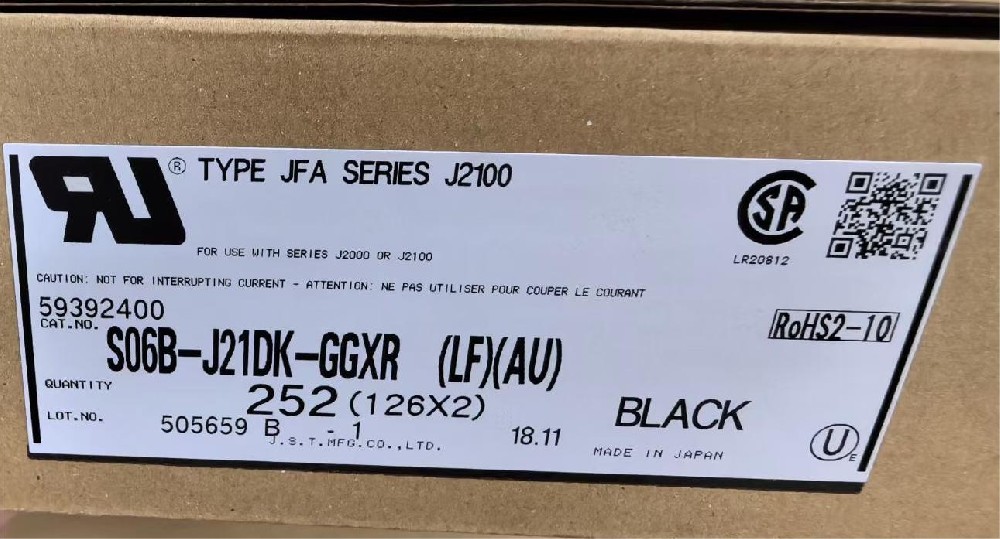 RU ® TYPE JFA SERIES J2100
SA
LR20812
FOR USE WITH SERIES J2000 OR J2100
CAUTION: NOT FOR INTERRUPTING CURRENT - ATTENTION: NE PAS UTILISER POUR COUPER LE COURANT
59392400
CAT.NO.
S06B-J21DK-GGXR (LF)(AU)
RoHS2-10
QUANTITY
252 (126X2)
BLACK
LOT.NO.
505659 B - 1
18.11
J.S.T.MFG.CO.,LTD.
MADE IN JAPAN
U E